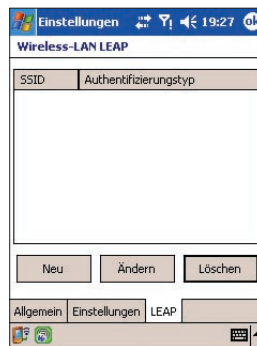 Einstellungen 19:27 ok
Wireless-LAN LEAP
SSID Authentifizierungstyp
Neu Ändern Löschen
Allgemein Einstellungen LEAP